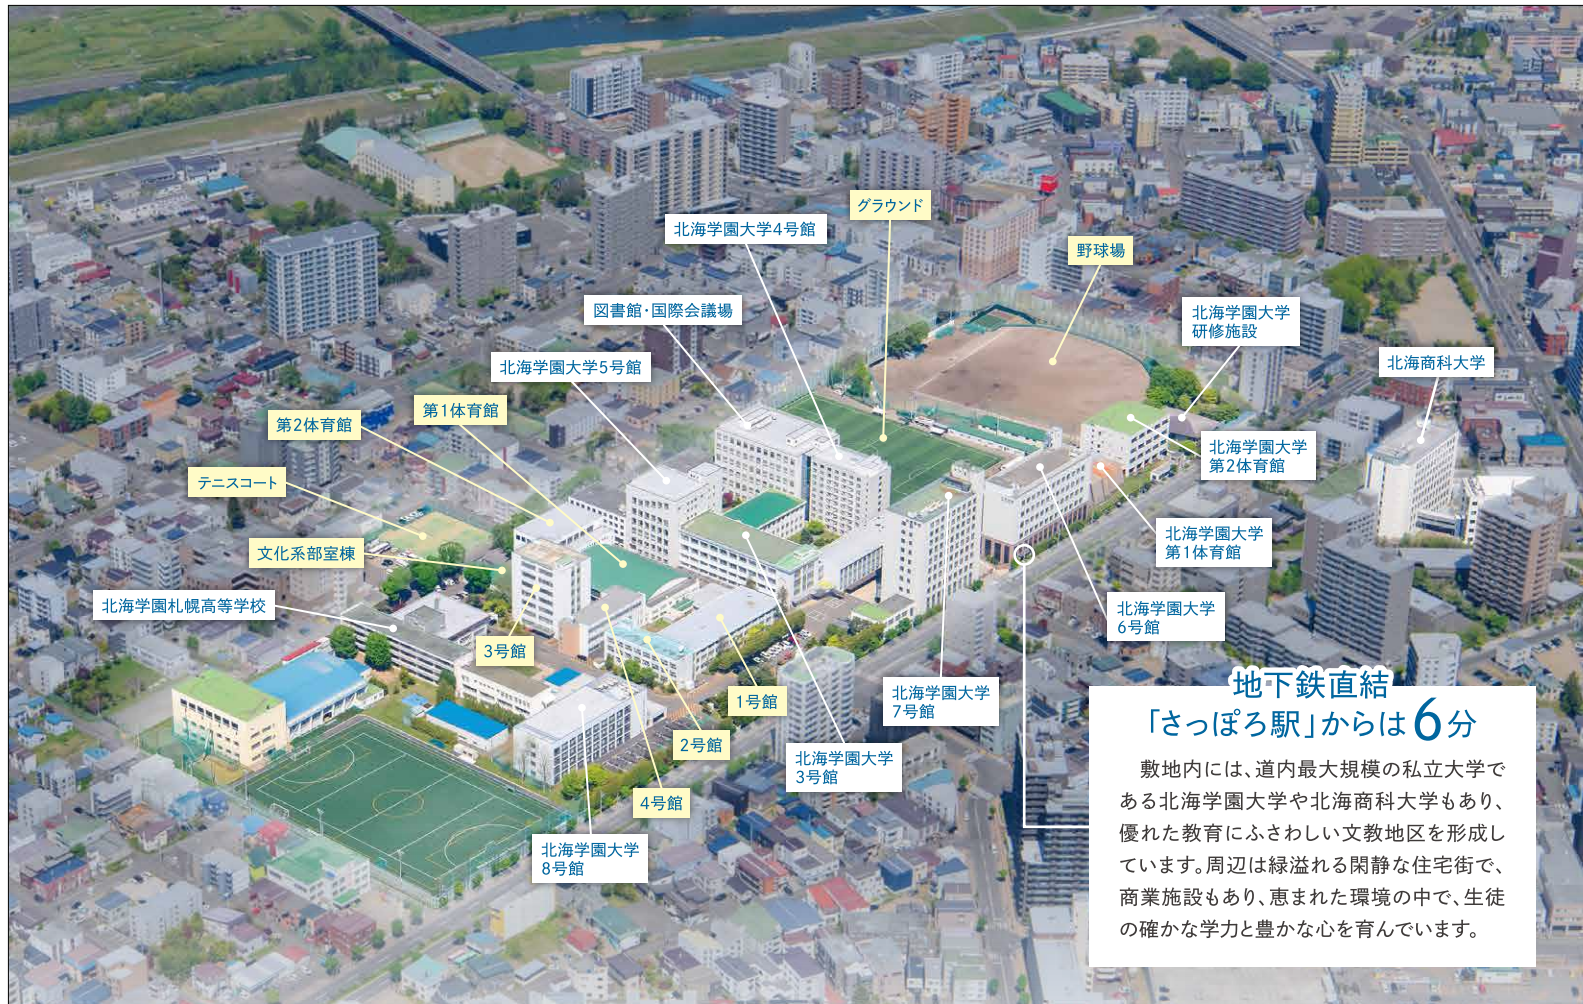 グラウンド
北海学園大学4号館
野球場
図書館・国際会議場
北海学園大学
研修施設
北海商科大学
北海学園大学5号館
第1体育館
第2体育館
北海学園大学
第2体育館
テニスコート
北海学園大学
第1体育館
文化系部室棟
北海学園札幌高等学校
北海学園大学
6号館
3号館
1号館
北海学園大学
7号館
2号館
北海学園大学
3号館
4号館
北海学園大学
8号館
地下鉄直結
「さっぽろ駅」からは6分
敷地内には、道内最大規模の私立大学で
ある北海学園大学や北海商科大学もあり、
優れた教育にふさわしい文教地区を形成し
ています。周辺は緑溢れる閑静な住宅街で、
商業施設もあり、恵まれた環境の中で、生徒
の確かな学力と豊かな心を育んでいます。